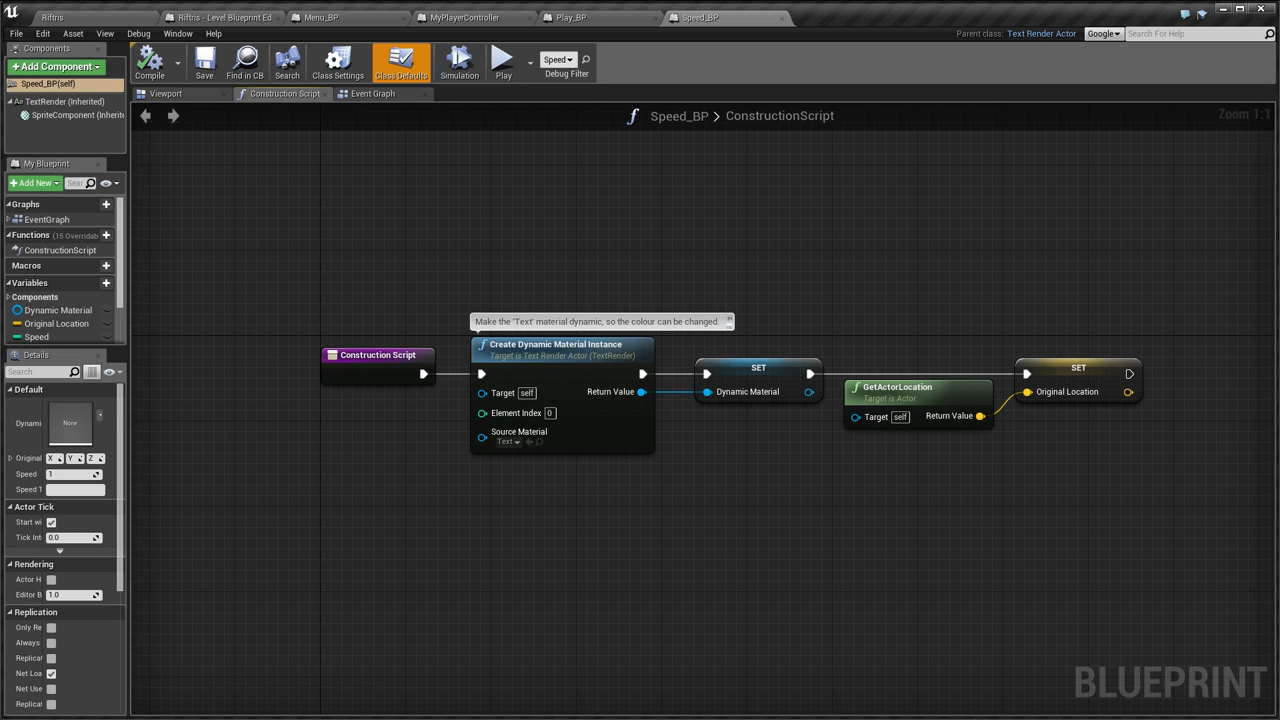 Riftris
Riftris - Level Blueprint Ed
Menu_BP
MyPlayerController
Play_BP
Speed_BP
File
Edit
Asset
View
Debug
Window
Help
Parent class:
Text Render Actor
Google
Search For Help
Components
Add Component
Speed_BP(self)
TextRender (Inherited)
SpriteComponent (Inherite
Compile
Save
Find in CB
Search
Class Settings
Class Defaults
Simulation
Play
Speed
Debug Filter
Viewport
Construction Script
Event Graph
Speed_BP > ConstructionScript
Zoom 1:1
My Blueprint
Add New
Sear
Graphs
EventGraph
Functions (15 Overridab
ConstructionScript
Macros
Variables
Components
Dynamic Material
Original Location
Speed
Details
Search
Default
Dynami
None
Original
X
Y
Z
Speed
1
Speed T
Actor Tick
Start wi
Tick Int
0.0
Rendering
Actor H
Editor B
1.0
Replication
Only Re
Always
Replicat
Net Loa
Net Use
Replicat
Make the 'Text' material dynamic, so the colour can be changed.
Construction Script
Create Dynamic Material Instance
Target is Text Render Actor (TextRender)
Target
self
Return Value
Element Index
0
Source Material
Text
SET
Dynamic Material
GetActorLocation
Target is Actor
Target
self
Return Value
SET
Original Location
BLUEPRINT